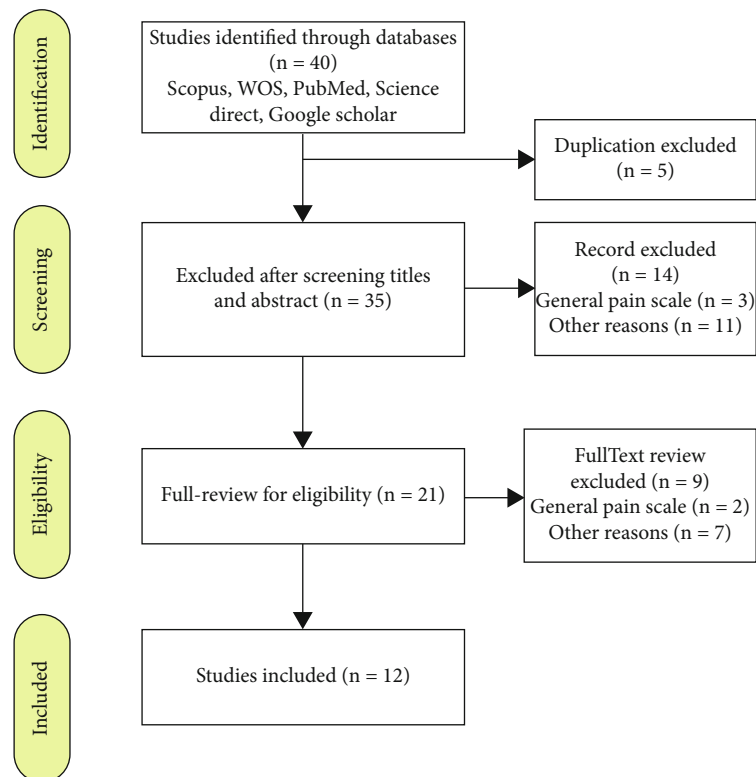 Identification
Studies identified through databases
(n = 40)
Scopus, WOS, PubMed, Science
direct, Google scholar
Duplication excluded
(n = 5)
Screening
Excluded after screening titles
and abstract (n = 35)
Record excluded
(n = 14)
General pain scale (n = 3)
Other reasons (n = 11)
Eligibility
Full-review for eligibility (n = 21)
FullText review
excluded (n = 9)
General pain scale (n = 2)
Other reasons (n = 7)
Included
Studies included (n = 12)